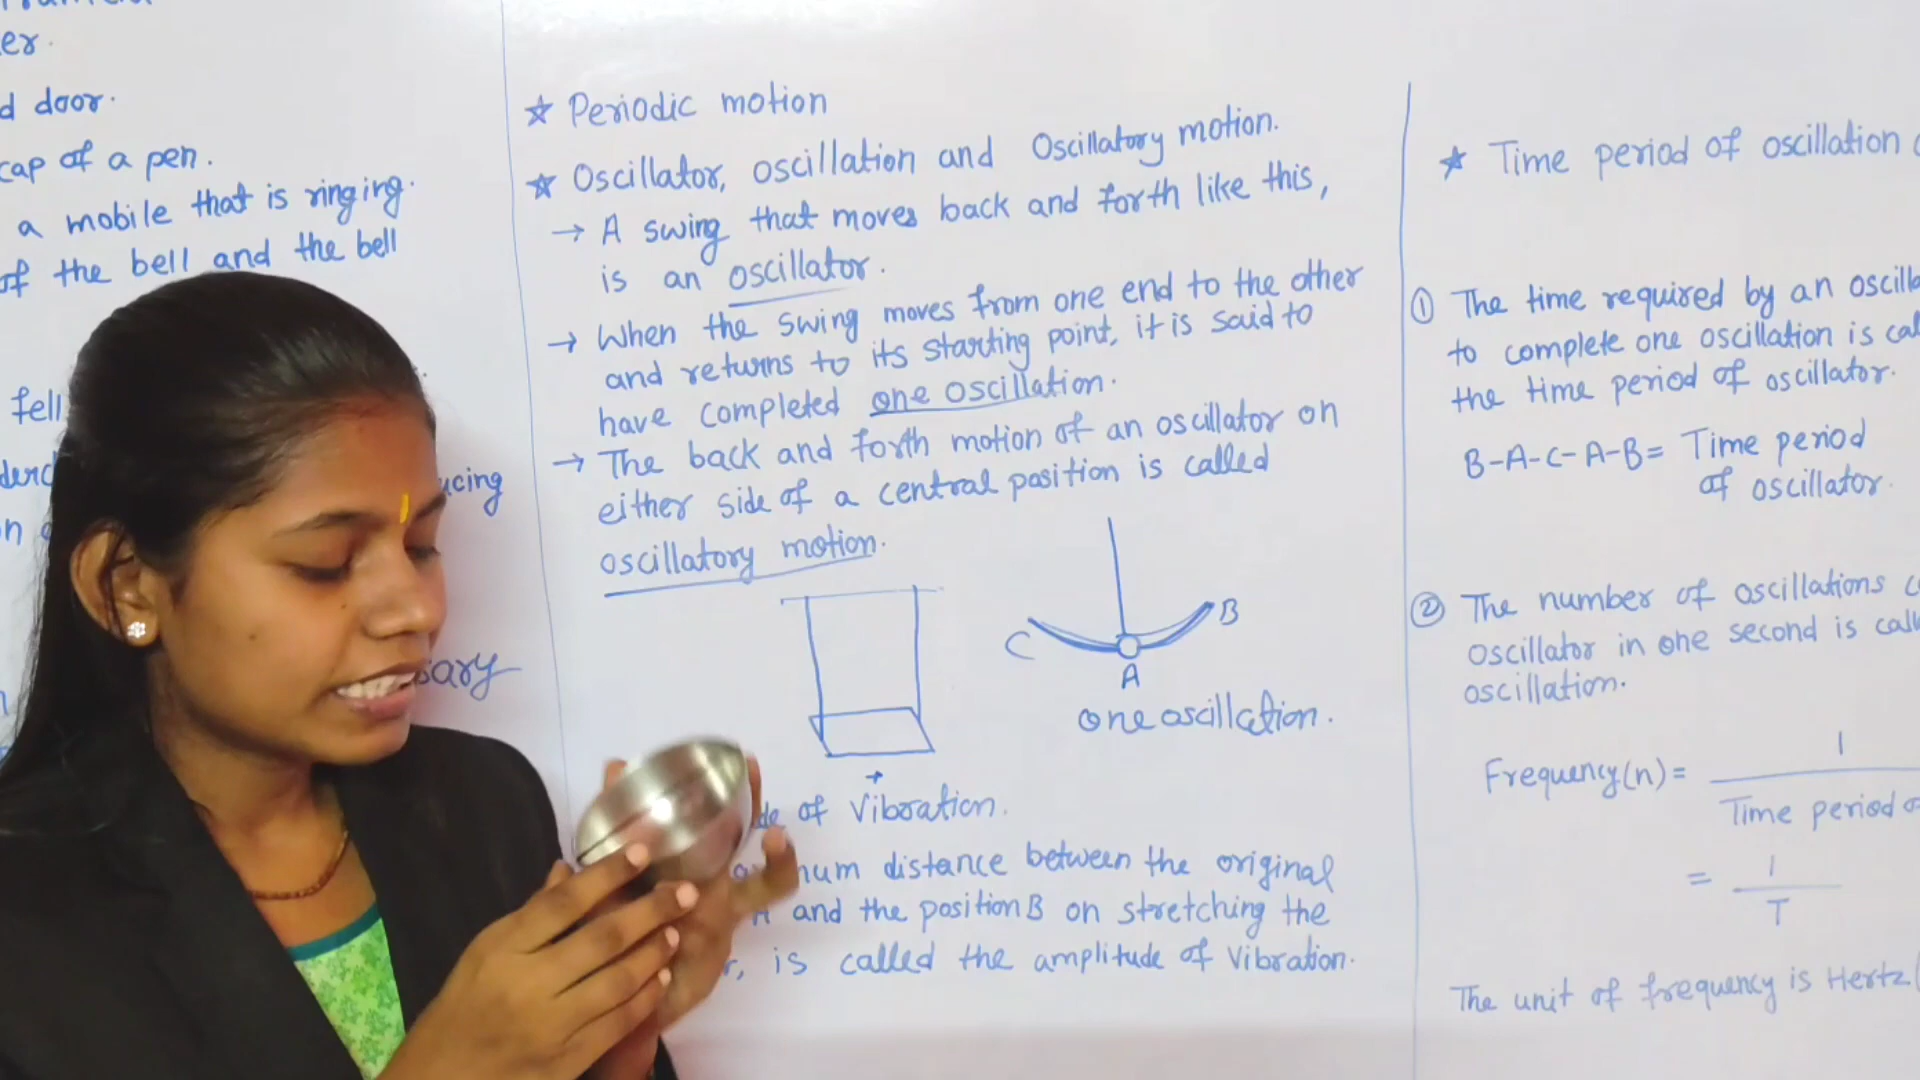 er.
d door.
cap of a pen.
a mobile that is ringing.
of the bell and the bell
fell
ucing
sary
☆ Periodic motion
☆ Oscillator, oscillation and Oscillatory motion.
→ A swing that moves back and forth like this,
is an oscillator.
→ When the swing moves from one end to the other
and returns to its starting point, it is said to
have completed one oscillation.
→ The back and forth motion of an oscillator on
either side of a central position is called
oscillatory motion.
C
B
A
one oscillation.
de of Vibration.
num distance between the original
A and the position B on stretching the
r, is called the amplitude of vibration.
☆ Time period of oscillation
① The time required by an oscilla
to complete one oscillation is cal
the time period of oscillator.
B-A-C-A-B= Time period
of oscillator.
② The number of oscillations c
oscillator in one second is call
oscillation.
Frequency(n)= 1
Time period o
= 1
T
The unit of frequency is Hertz(